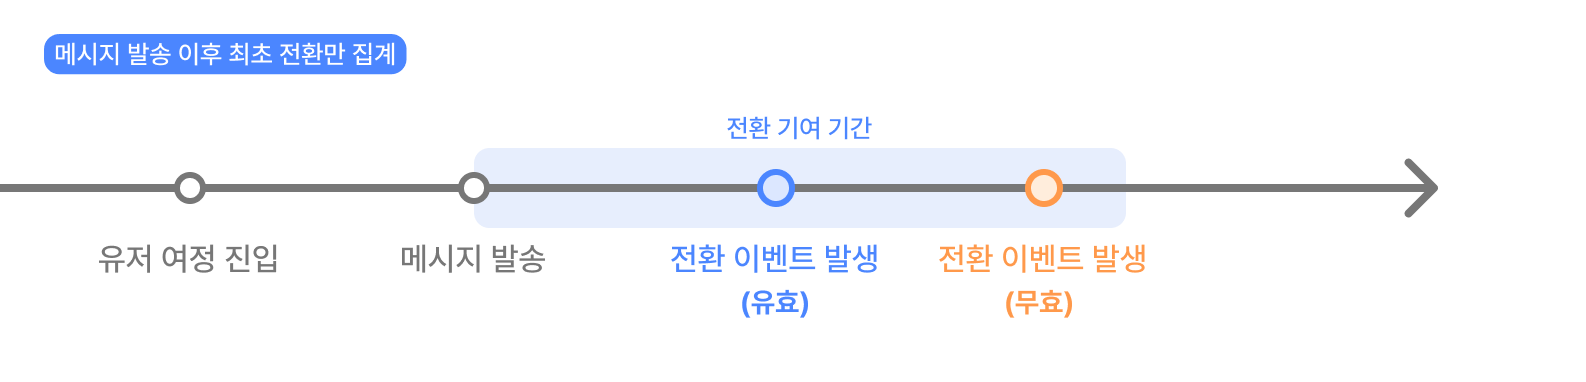 메시지 발송 이후 최초 전환만 집계
전환 기여 기간
유저 여정 진입
메시지 발송
전환 이벤트 발생
(유효)
전환 이벤트 발생
(무효)